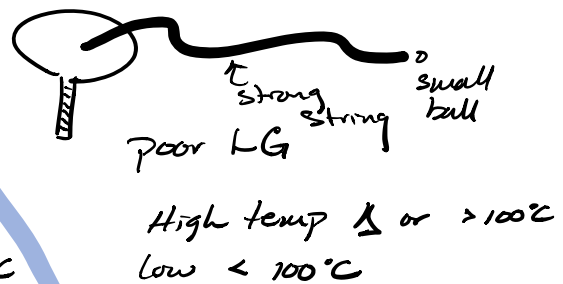 small
ball
strong
string
poor LG
High temp Δ or > 100°C
c
Low < 100°C